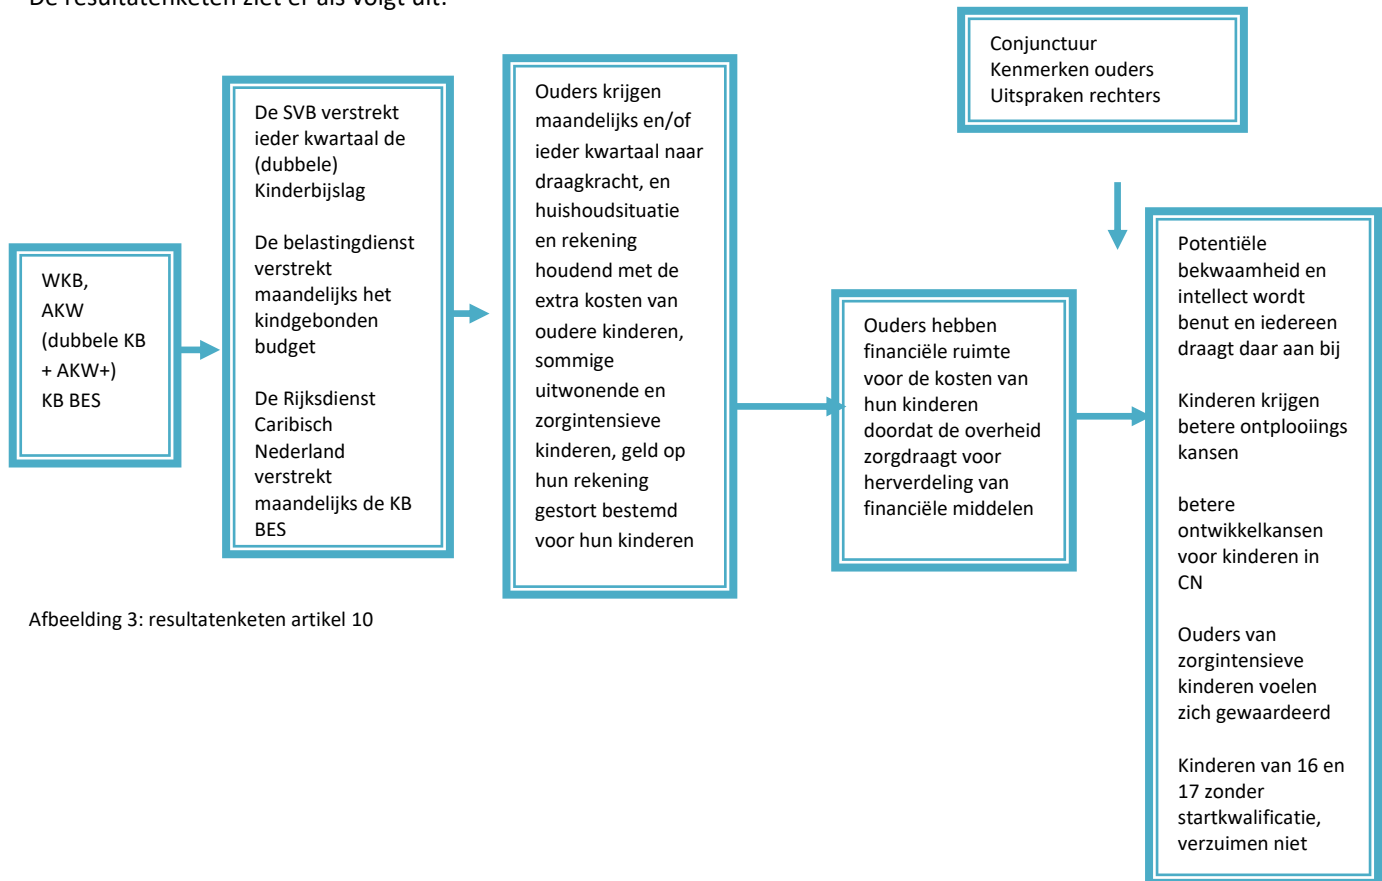 De resultatenketen ziet er als volgt uit:
WKB,
AKW
(dubbele KB
+ AKW+)
KB BES
De SVB verstrekt
ieder kwartaal de
(dubbele)
Kinderbijslag
De belastingdienst
verstrekt
maandelijks het
kindgebonden
budget
De Rijksdienst
Caribisch
Nederland
verstrekt
maandelijks de KB
BES
Ouders krijgen
maandelijks en/of
ieder kwartaal naar
draagkracht, en
huishoudsituatie
en rekening
houdend met de
extra kosten van
oudere kinderen,
sommige
uitwonende en
zorgintensieve
kinderen, geld op
hun rekening
gestort bestemd
voor hun kinderen
Ouders hebben
financiële ruimte
voor de kosten van
hun kinderen
doordat de overheid
zorgdraagt voor
herverdeling van
financiële middelen
Conjunctuur
Kenmerken ouders
Uitspraken rechters
Potentiële
bekwaamheid en
intellect wordt
benut en iedereen
draagt daar aan bij
Kinderen krijgen
betere ontplooiings
kansen
betere
ontwikkelkansen
voor kinderen in
CN
Ouders van
zorgintensieve
kinderen voelen
zich gewaardeerd
Kinderen van 16 en
17 zonder
startkwalificatie,
verzuimen niet
Afbeelding 3: resultatenketen artikel 10